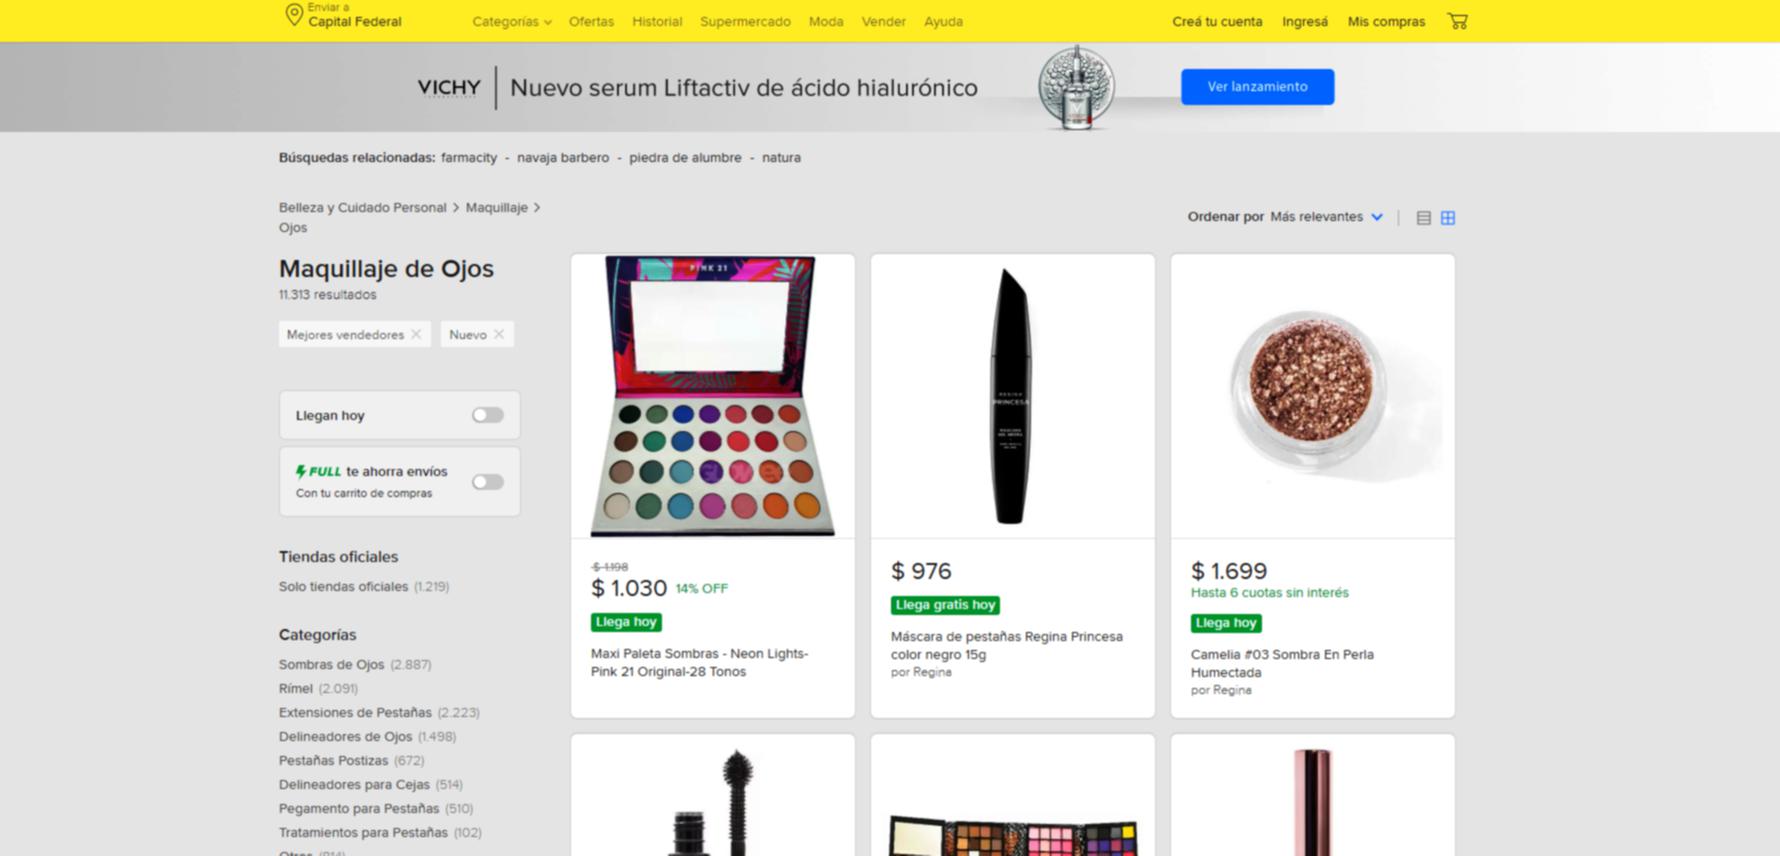 Enviar a
Capital Federal
Categorías
Ofertas
Historial
Supermercado
Moda
Vender
Ayuda
Creá tu cuenta
Ingresá
Mis compras
VICHY
Nuevo serum Liftactiv de ácido hialurónico
Ver lanzamiento
Búsquedas relacionadas: farmacity - navaja barbero - piedra de alumbre - natura
Belleza y Cuidado Personal > Maquillaje >
Ojos
Ordenar por Más relevantes
Maquillaje de Ojos
11.313 resultados
Mejores vendedores
Nuevo
Llegan hoy
FULL te ahorra envíos
Con tu carrito de compras
Tiendas oficiales
Solo tiendas oficiales (1.219)
Categorías
Sombras de Ojos (2.887)
Rímel (2.091)
Extensiones de Pestañas (2.223)
Delineadores de Ojos (1.498)
Pestañas Postizas (672)
Delineadores para Cejas (514)
Pegamento para Pestañas (510)
Tratamientos para Pestañas (102)
PINK 21
$ 1.198
$ 1.030 14% OFF
Llega hoy
Maxi Paleta Sombras - Neon Lights-
Pink 21 Original-28 Tonos
REGINA
PRINCESA
$ 976
Llega gratis hoy
Máscara de pestañas Regina Princesa
color negro 15g
por Regina
$ 1.699
Hasta 6 cuotas sin interés
Llega hoy
Camelia #03 Sombra En Perla
Humectada
por Regina